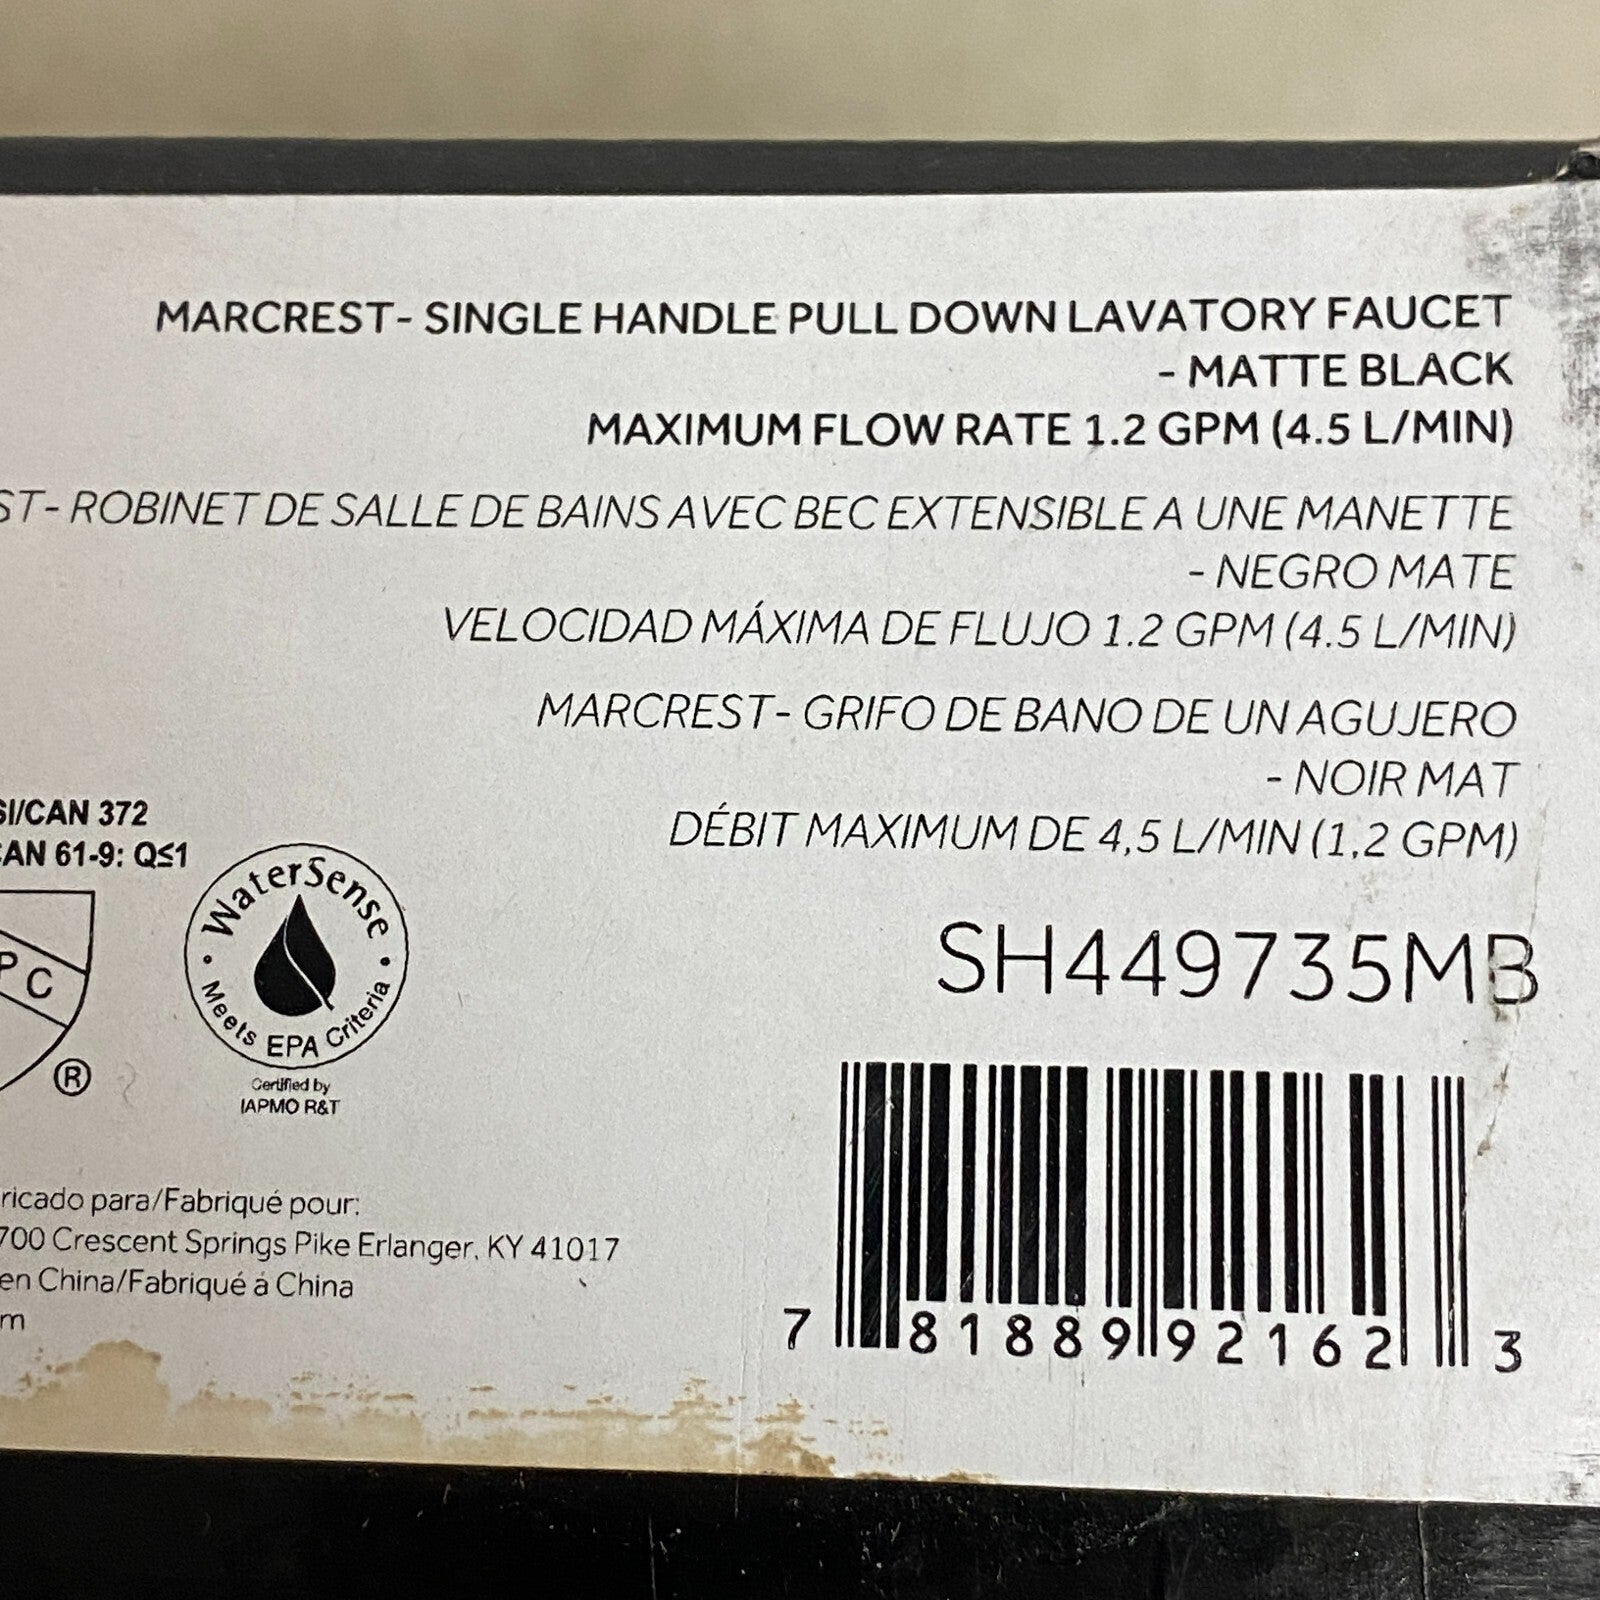 MARCREST- SINGLE HANDLE PULL DOWN LAVATORY FAUCET
- MATTE BLACK
MAXIMUM FLOW RATE 1.2 GPM (4.5 L/MIN)
ST- ROBINET DE SALLE DE BAINS AVEC BEC EXTENSIBLE A UNE MANETTE
- NEGRO MATE
VELOCIDAD MÁXIMA DE FLUJO 1.2 GPM (4.5 L/MIN)
MARCREST- GRIFO DE BANO DE UN AGUJERO
- NOIR MAT
DÉBIT MAXIMUM DE 4,5 L/MIN (1,2 GPM)
SI/CAN 372
CAN 61-9: Q≤1
PC
®
WaterSense
Meets EPA Criteria
Certified by
IAPMO R&T
SH449735MB
ricado para/Fabriqué pour:
700 Crescent Springs Pike Erlanger, KY 41017
en China/Fabriqué á China
m
7 81889 92162 3